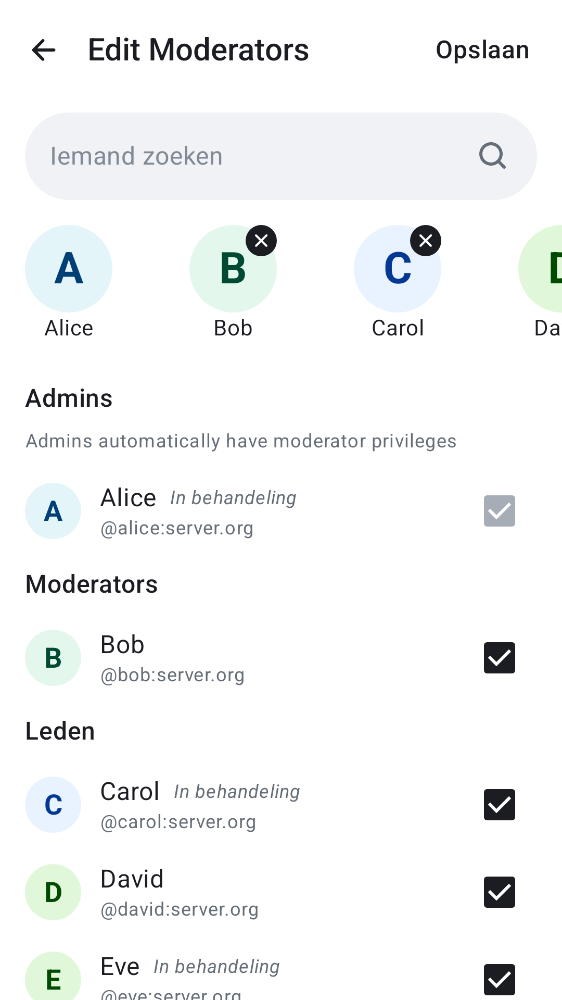 Edit Moderators
Opslaan
Iemand zoeken
A
B
C
D
Alice
Bob
Carol
Da
Admins
Admins automatically have moderator privileges
A
Alice In behandeling
@alice:server.org
Moderators
B
Bob
@bob:server.org
Leden
C
Carol In behandeling
@carol:server.org
D
David
@david:server.org
E
Eve In behandeling
@eve:server.org